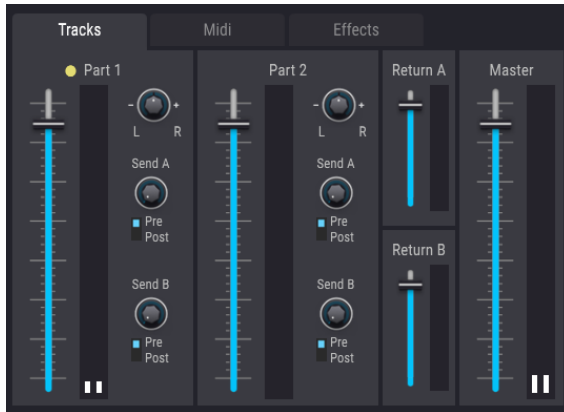 Tracks
Midi
Effects
Part 1
Part 2
Return A
Master
- +
L R
- +
L R
Send A
Pre
Post
Send A
Pre
Post
Return B
Send B
Pre
Post
Send B
Pre
Post